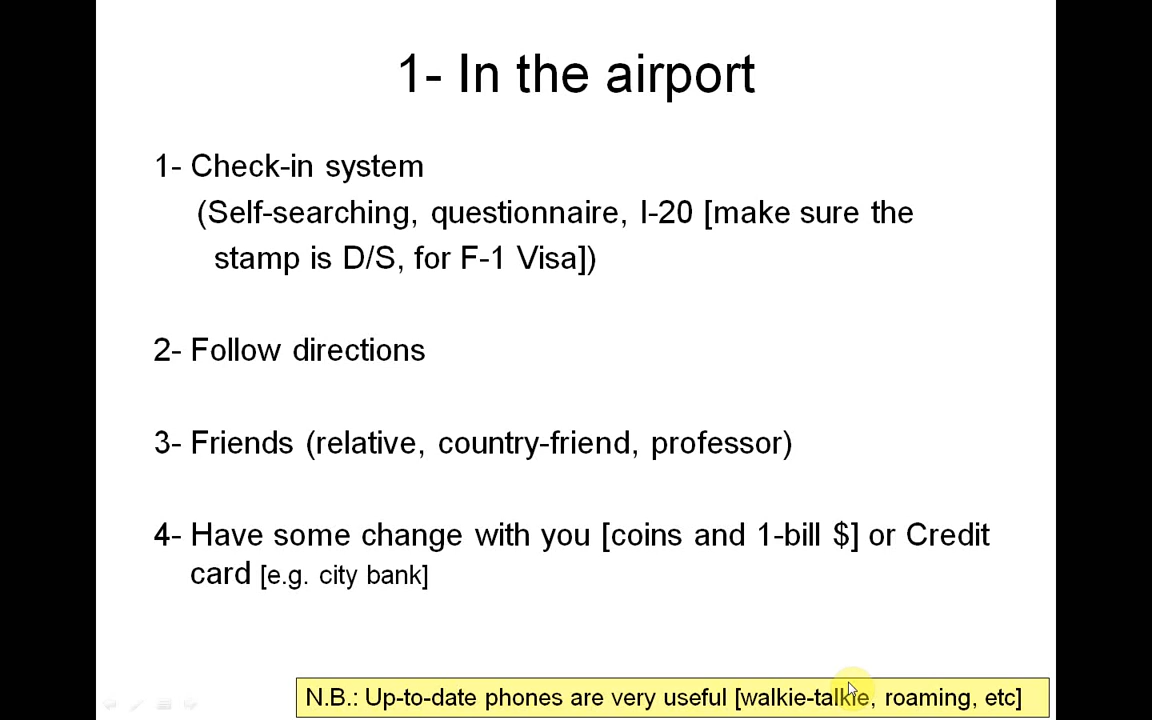 1- In the airport
1- Check-in system
(Self-searching, questionnaire, I-20 [make sure the
stamp is D/S, for F-1 Visa])
2- Follow directions
3- Friends (relative, country-friend, professor)
4- Have some change with you [coins and 1-bill $] or Credit
card [e.g. city bank]
N.B.: Up-to-date phones are very useful [walkie-talkie, roaming, etc]